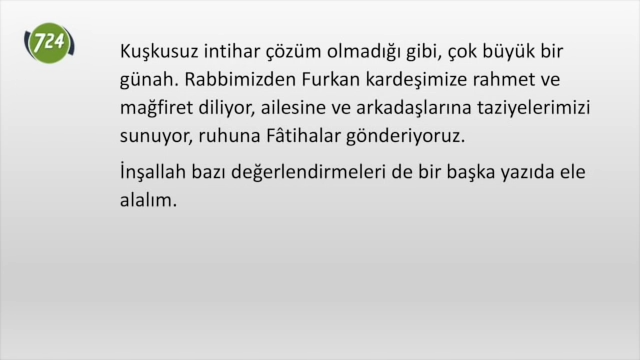 724
Kuşkusuz intihar çözüm olmadığı gibi, çok büyük bir
günah. Rabbimizden Furkan kardeşimize rahmet ve
mağfiret diliyor, ailesine ve arkadaşlarına taziyelerimizi
sunuyor, ruhuna Fâtihalar gönderiyoruz.
İnşallah bazı değerlendirmeleri de bir başka yazıda ele
alalım.